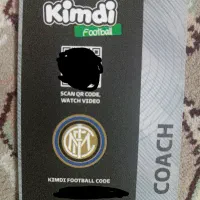 Kimdi
Football
SCAN QR CODE,
WATCH VIDEO
KIMDI FOOTBALL CODE
COACH